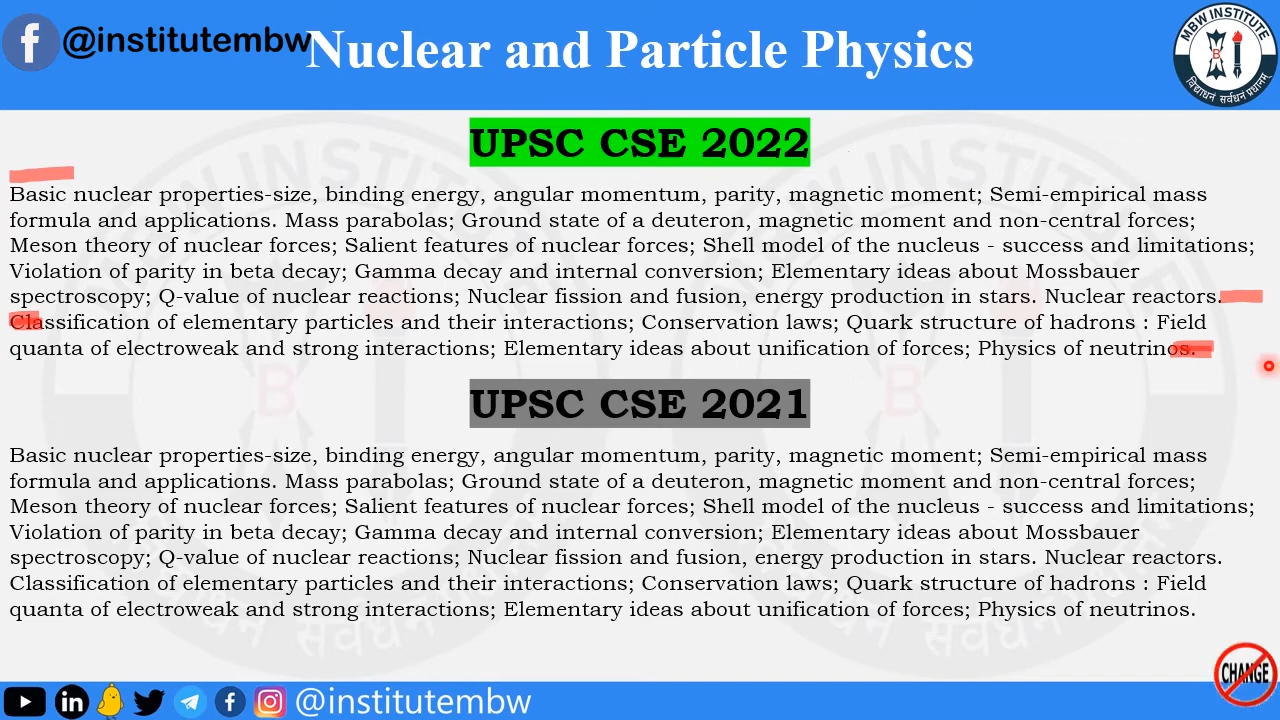 @institutembw
Nuclear and Particle Physics
MBW INSTITUTE
B
विद्याधनं सर्वधनं प्रधानम्
UPSC CSE 2022
Basic nuclear properties-size, binding energy, angular momentum, parity, magnetic moment; Semi-empirical mass
formula and applications. Mass parabolas; Ground state of a deuteron, magnetic moment and non-central forces;
Meson theory of nuclear forces; Salient features of nuclear forces; Shell model of the nucleus - success and limitations;
Violation of parity in beta decay; Gamma decay and internal conversion; Elementary ideas about Mossbauer
spectroscopy; Q-value of nuclear reactions; Nuclear fission and fusion, energy production in stars. Nuclear reactors.
Classification of elementary particles and their interactions; Conservation laws; Quark structure of hadrons : Field
quanta of electroweak and strong interactions; Elementary ideas about unification of forces; Physics of neutrinos.
UPSC CSE 2021
Basic nuclear properties-size, binding energy, angular momentum, parity, magnetic moment; Semi-empirical mass
formula and applications. Mass parabolas; Ground state of a deuteron, magnetic moment and non-central forces;
Meson theory of nuclear forces; Salient features of nuclear forces; Shell model of the nucleus - success and limitations;
Violation of parity in beta decay; Gamma decay and internal conversion; Elementary ideas about Mossbauer
spectroscopy; Q-value of nuclear reactions; Nuclear fission and fusion, energy production in stars. Nuclear reactors.
Classification of elementary particles and their interactions; Conservation laws; Quark structure of hadrons : Field
quanta of electroweak and strong interactions; Elementary ideas about unification of forces; Physics of neutrinos.
CHANGE
@institutembw